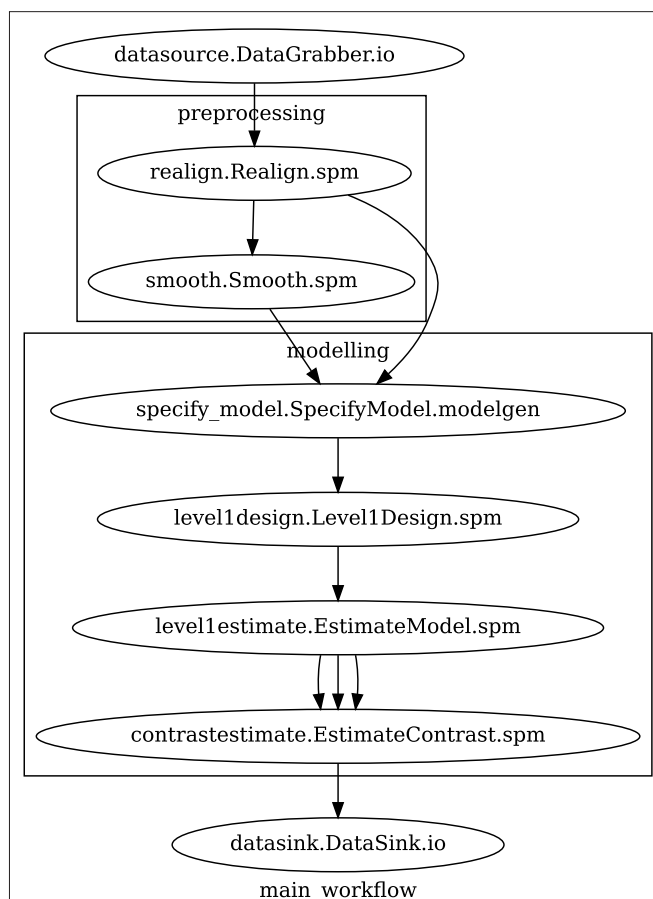 datasource.DataGrabber.io
preprocessing
realign.Realign.spm
smooth.Smooth.spm
modelling
specify_model.SpecifyModel.modelgen
level1design.Level1Design.spm
level1estimate.EstimateModel.spm
contrastestimate.EstimateContrast.spm
datasink.DataSink.io
main_workflow